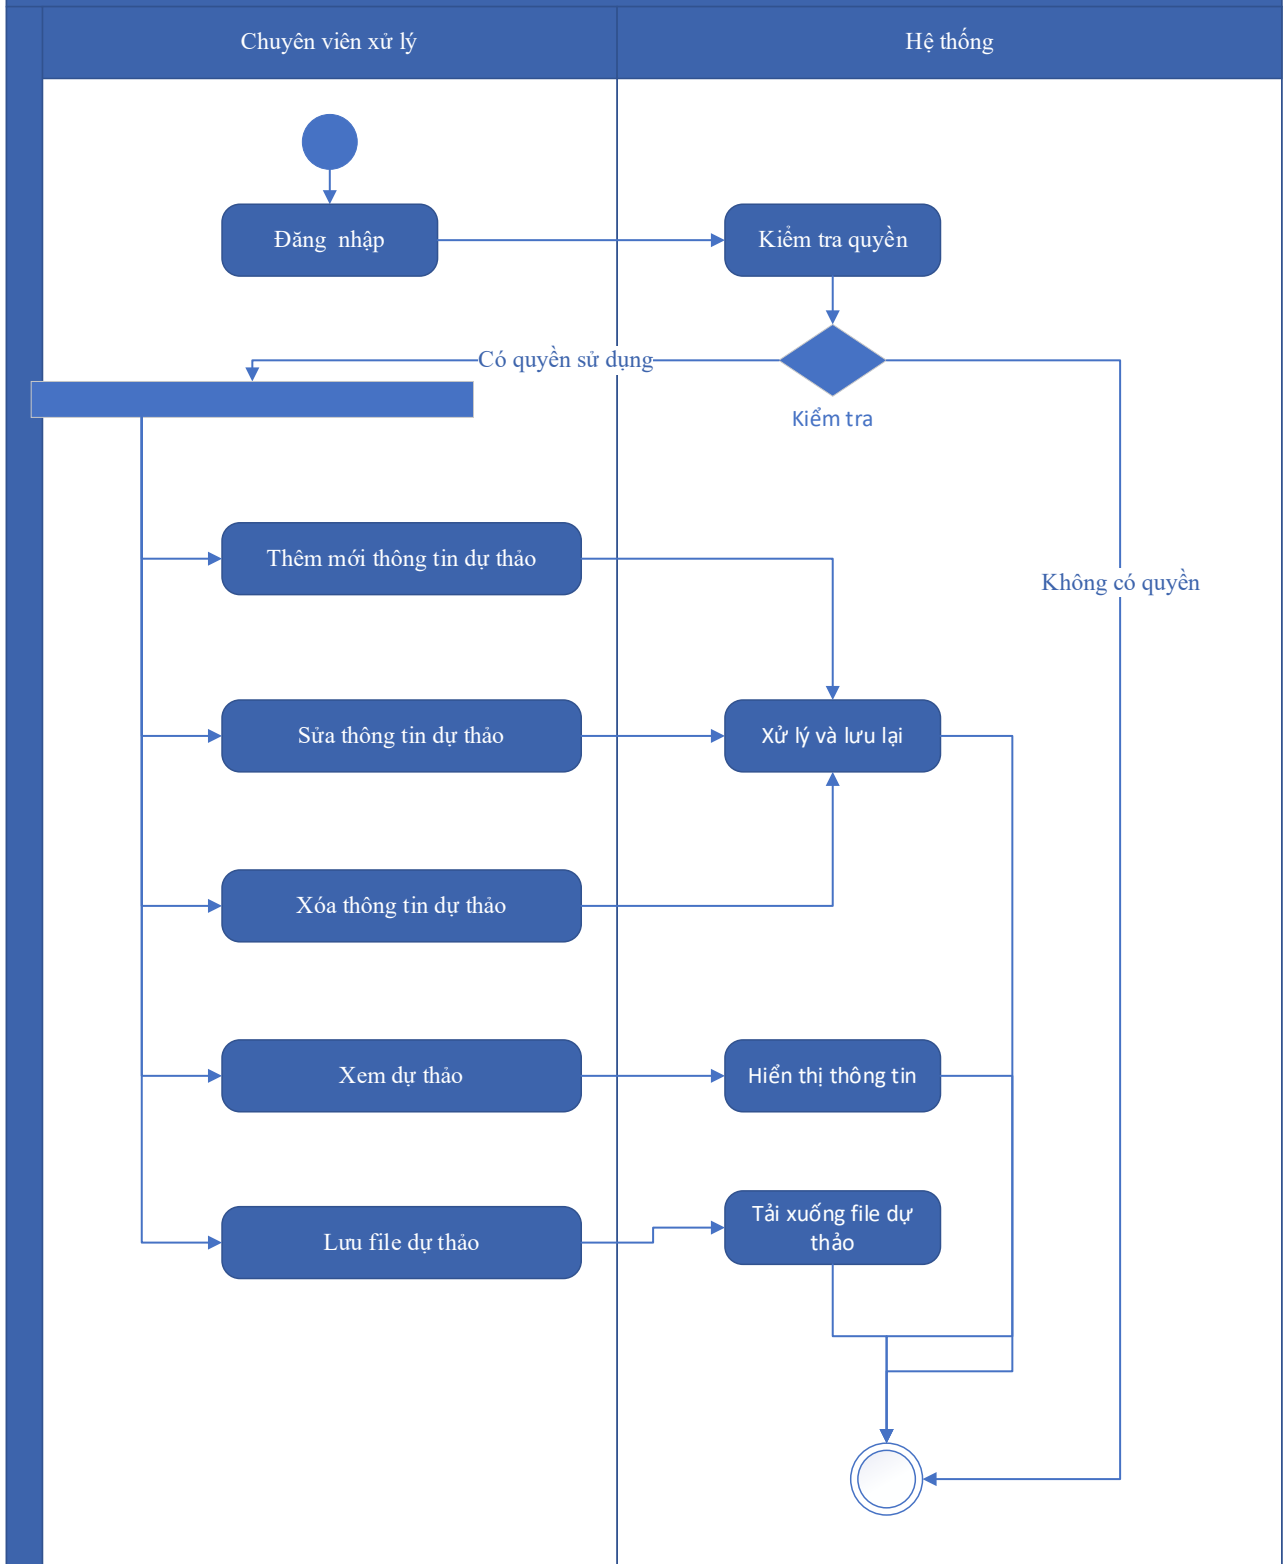 Chuyên viên xử lý
Hệ thống
Đăng nhập
Kiểm tra quyền
Có quyền sử dụng
Kiểm tra
Thêm mới thông tin dự thảo
Không có quyền
Sửa thông tin dự thảo
Xử lý và lưu lại
Xóa thông tin dự thảo
Xem dự thảo
Hiển thị thông tin
Tải xuống file dự
thảo
Lưu file dự thảo